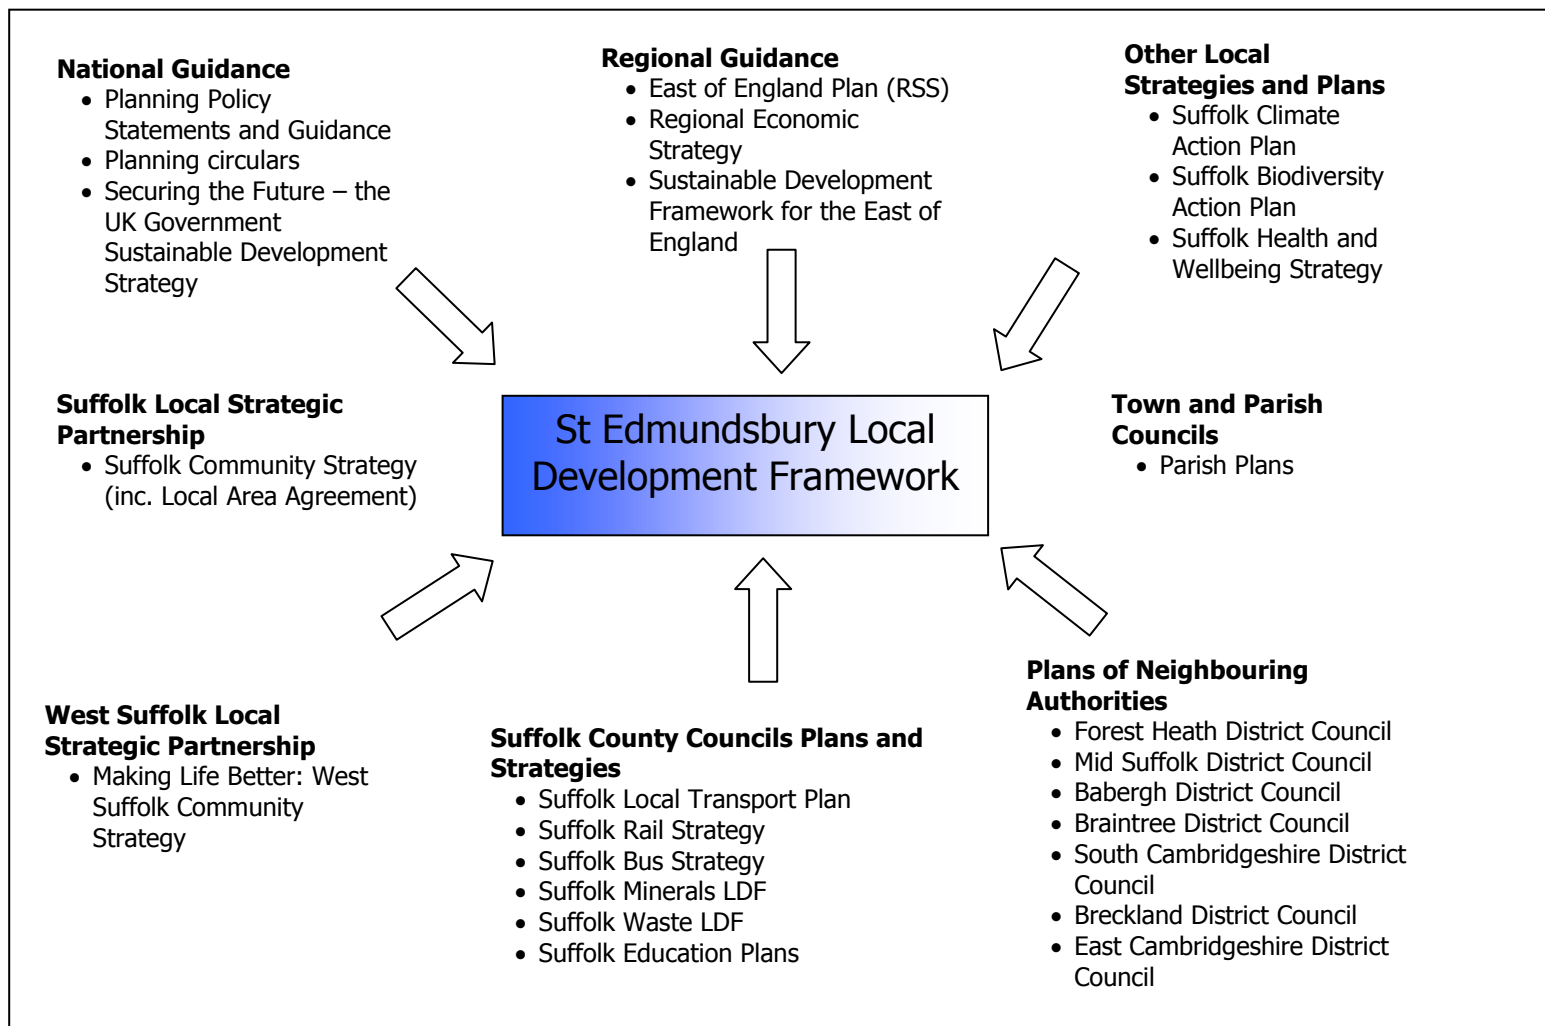 National Guidance
• Planning Policy
Statements and Guidance
• Planning circulars
• Securing the Future – the
UK Government
Sustainable Development
Strategy
Regional Guidance
• East of England Plan (RSS)
• Regional Economic
Strategy
• Sustainable Development
Framework for the East of
England
Other Local
Strategies and Plans
• Suffolk Climate
Action Plan
• Suffolk Biodiversity
Action Plan
• Suffolk Health and
Wellbeing Strategy
Suffolk Local Strategic
Partnership
• Suffolk Community Strategy
(inc. Local Area Agreement)
St Edmundsbury Local
Development Framework
Town and Parish
Councils
• Parish Plans
West Suffolk Local
Strategic Partnership
• Making Life Better: West
Suffolk Community
Strategy
Suffolk County Councils Plans and
Strategies
• Suffolk Local Transport Plan
• Suffolk Rail Strategy
• Suffolk Bus Strategy
• Suffolk Minerals LDF
• Suffolk Waste LDF
• Suffolk Education Plans
Plans of Neighbouring
Authorities
• Forest Heath District Council
• Mid Suffolk District Council
• Babergh District Council
• Braintree District Council
• South Cambridgeshire District
Council
• Breckland District Council
• East Cambridgeshire District
Council